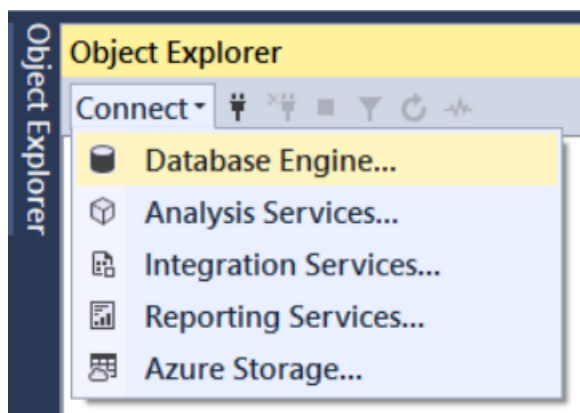 Object Explorer
Object Explorer
Connect
Database Engine...
Analysis Services...
Integration Services...
Reporting Services...
Azure Storage...